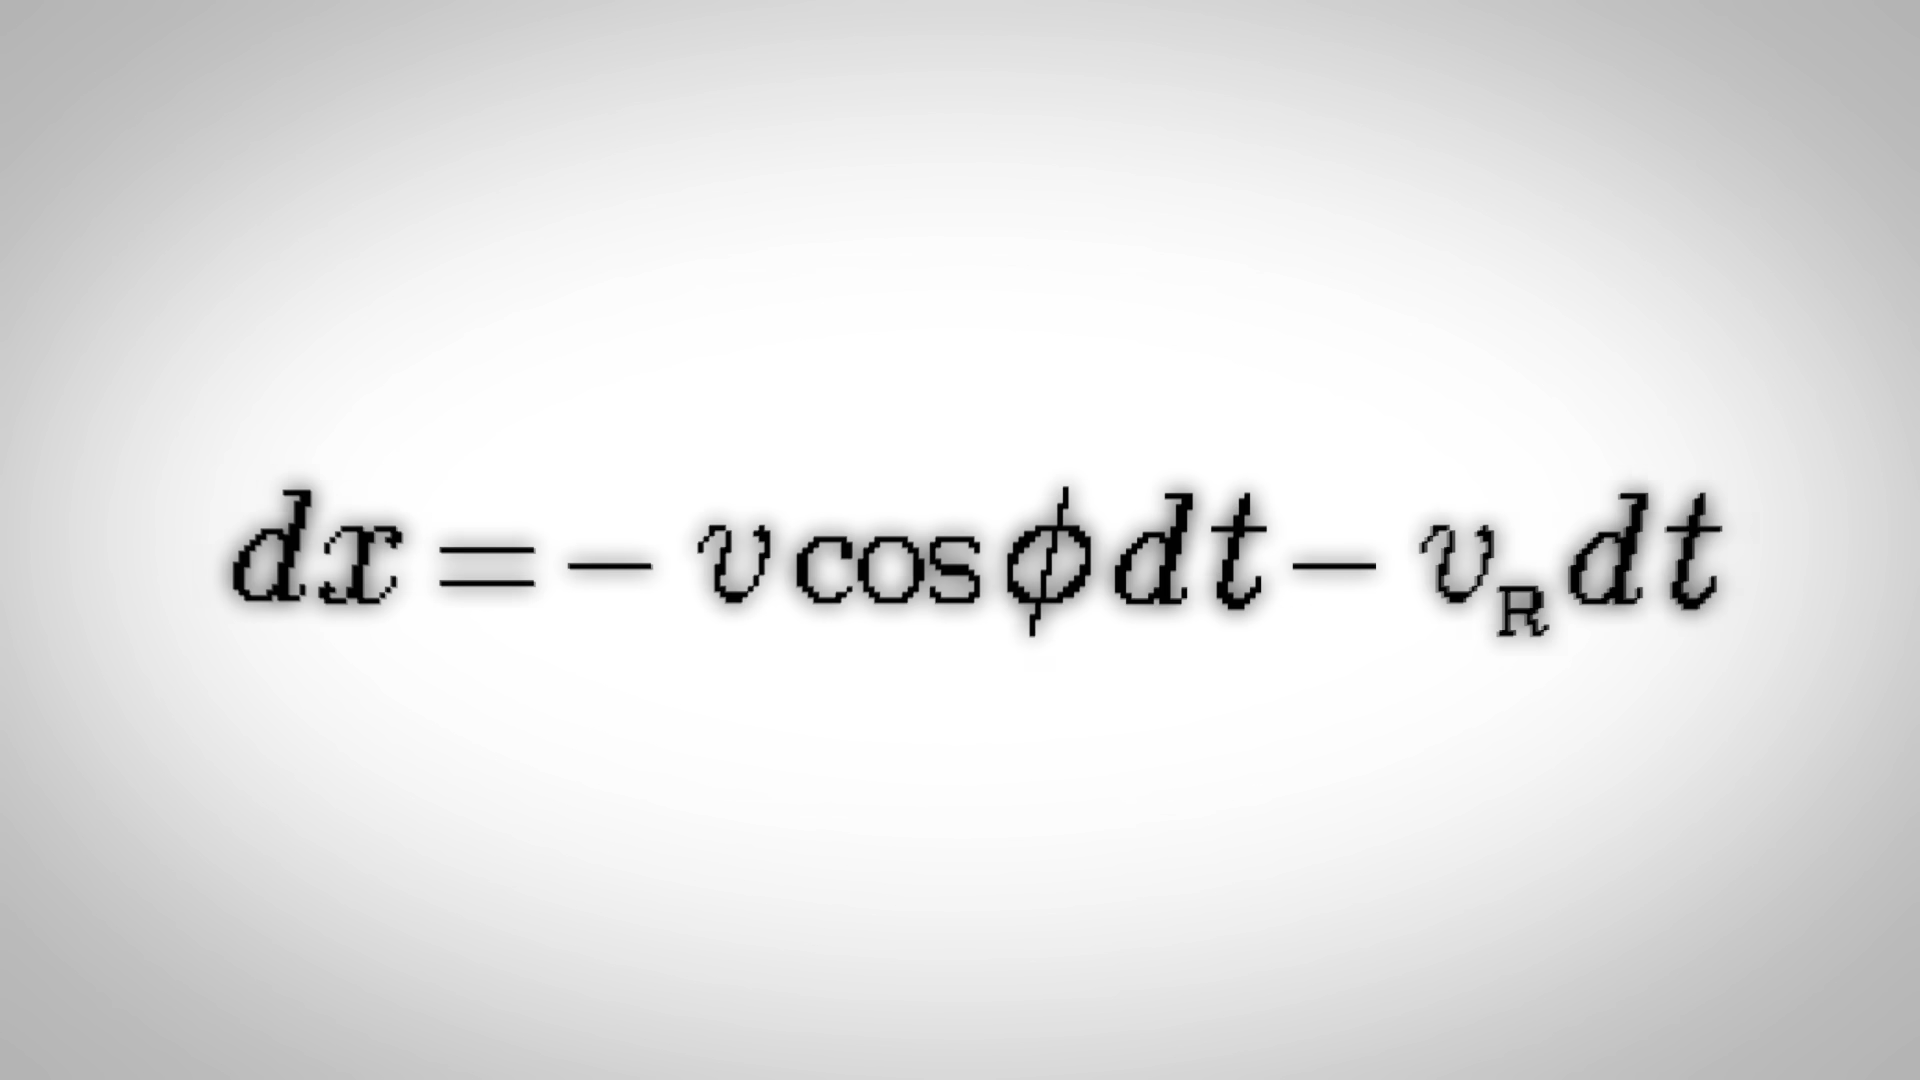 dx = − v cos ϕ dt − v_R dt